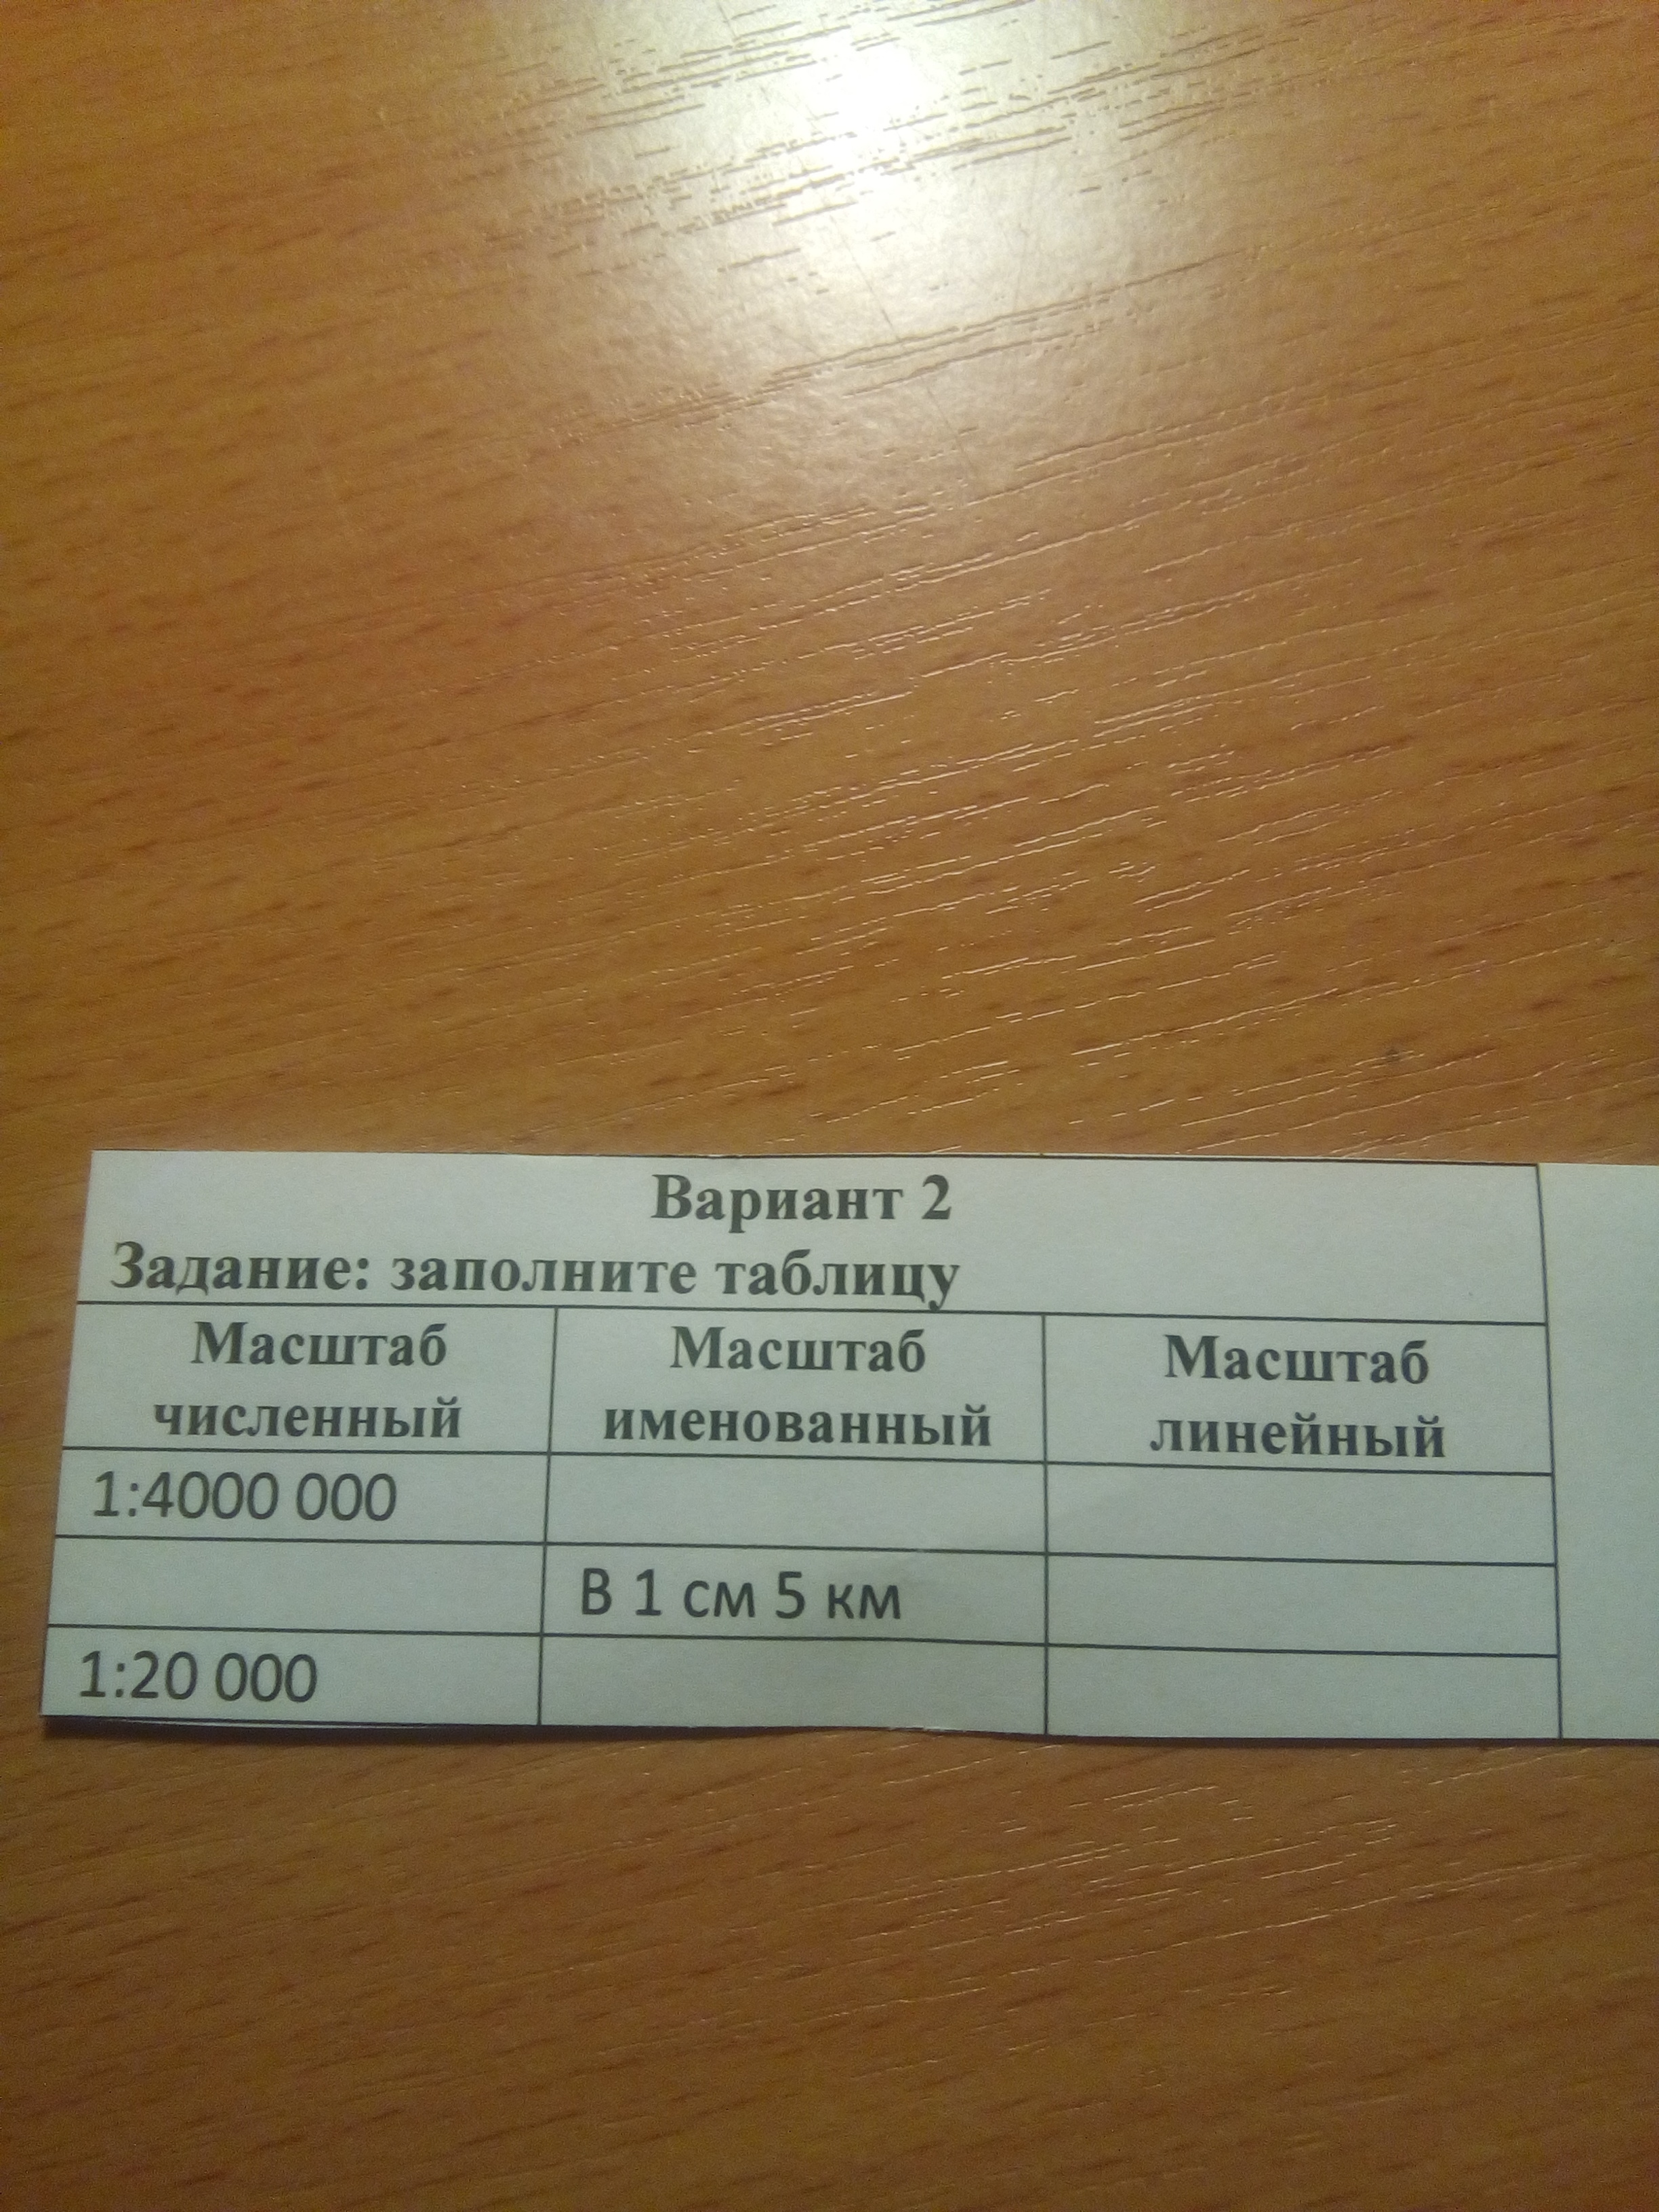 Вариант 2
Задание: заполните таблицу
Масштаб численный
Масштаб именованный
Масштаб линейный
1:4000 000
В 1 см 5 км
1:20 000